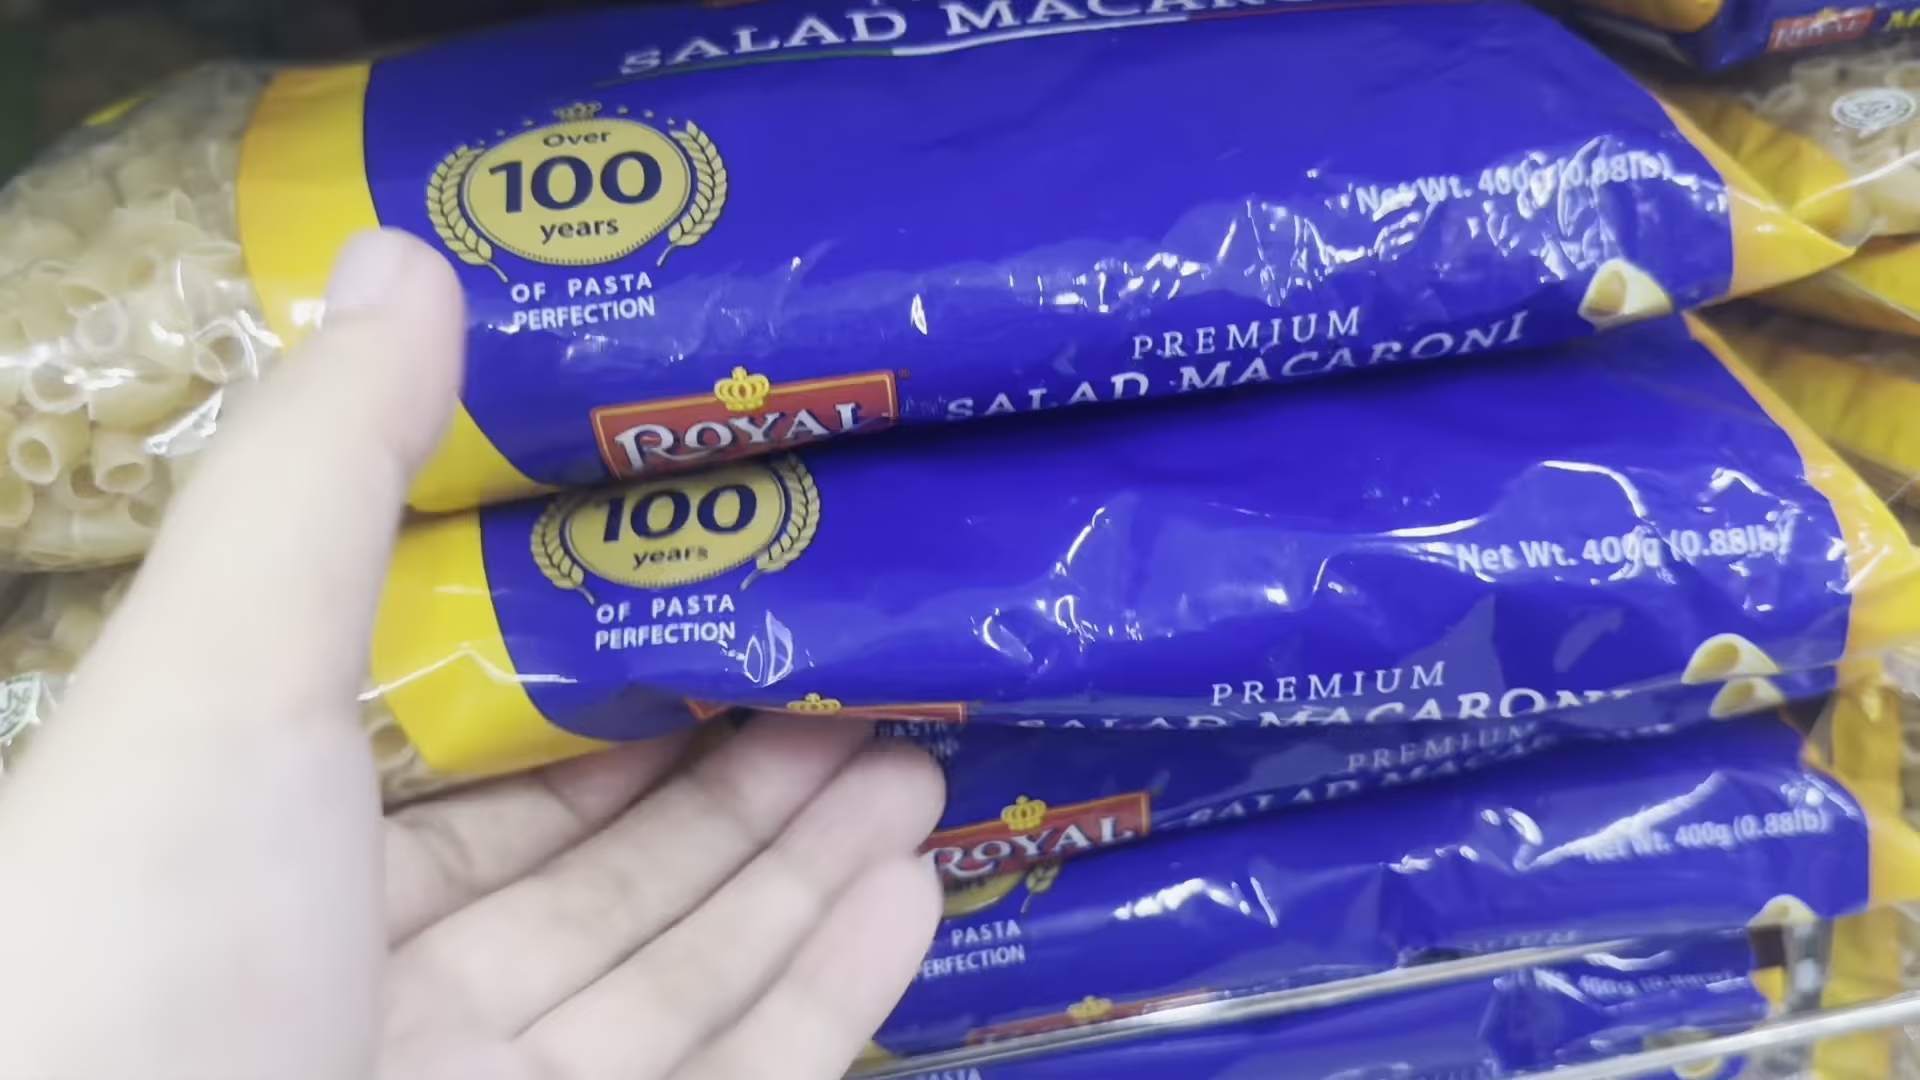 SALAD
Over
100
years
OF PASTA
PERFECTION
Net Wt. 400g (0.88lb)
PREMIUM
SALAD MACARONI
ROYAL
100
years
OF PASTA
PERFECTION
Net Wt. 400g (0.88lb)
PREMIUM
SALAD MACARONI
PREMIUM
SALAD
ROYAL
Net Wt. 400g (0.88lb)
PASTA
PERFECTION
PASTA